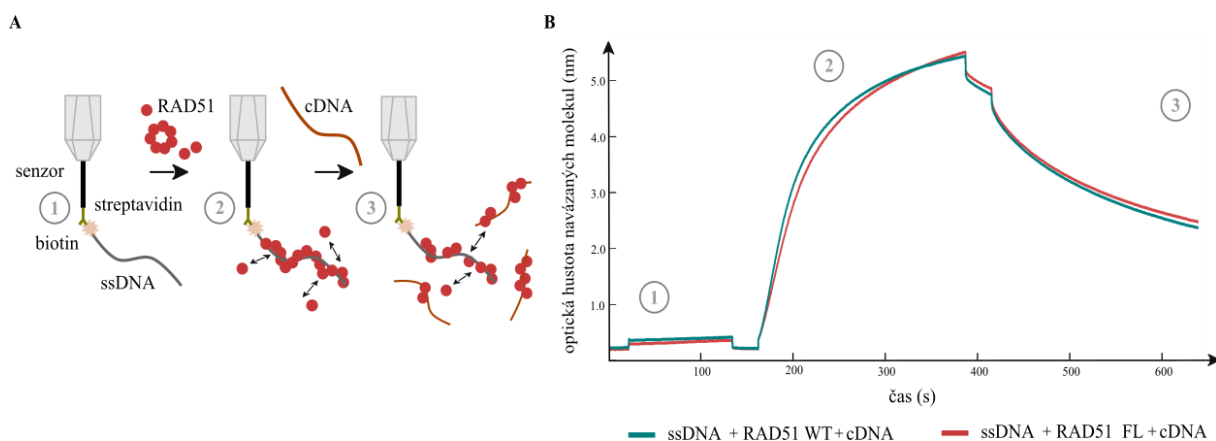 A
RAD51
cDNA
senzor
1
streptavidin
biotin
ssDNA
2
3
B
optická hustota navázaných molekul (nm)
5.0
4.0
3.0
2.0
1.0
1
2
3
100
200
300
400
500
600
čas (s)
ssDNA + RAD51 WT + cDNA
ssDNA + RAD51 FL + cDNA